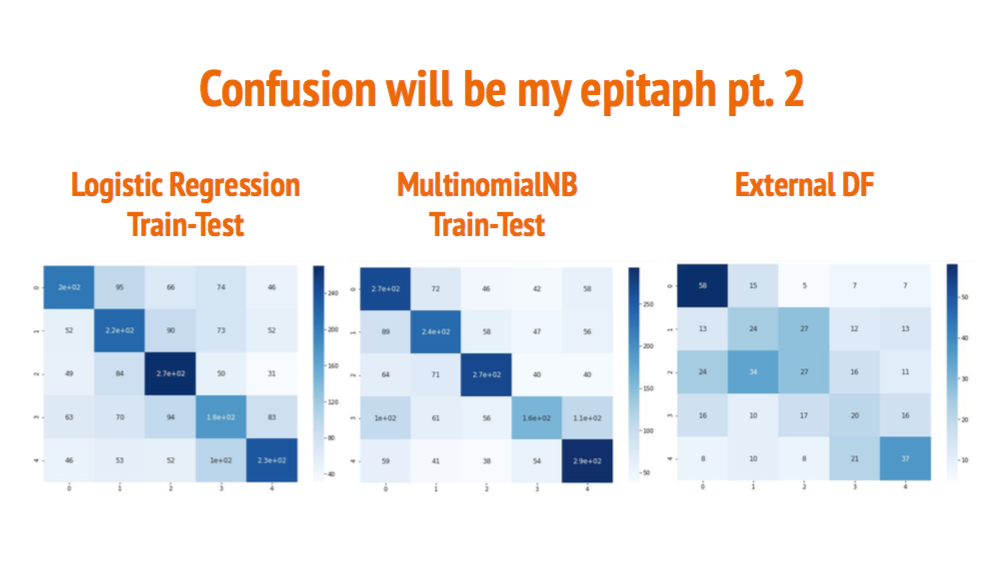 Confusion will be my epitaph pt. 2
Logistic Regression
Train-Test
MultinomialNB
Train-Test
External DF
0 2e+02 95 66 74 46
1 52 2.2e+02 90 73 52
2 49 84 2.7e+02 50 31
3 63 70 94 1.8e+02 83
4 46 53 52 1e+02 2.3e+02
0 1 2 3 4
240
200
160
120
80
40
0 2.7e+02 72 46 42 58
1 89 2.4e+02 58 47 56
2 64 71 2.7e+02 40 40
3 1e+02 61 56 1.6e+02 1.1e+02
4 59 41 38 54 2.9e+02
0 1 2 3 4
250
200
150
100
50
0 58 15 5 7 7
1 13 24 27 12 13
2 24 34 27 16 11
3 16 10 17 20 16
4 8 10 8 21 37
0 1 2 3 4
50
40
30
20
10